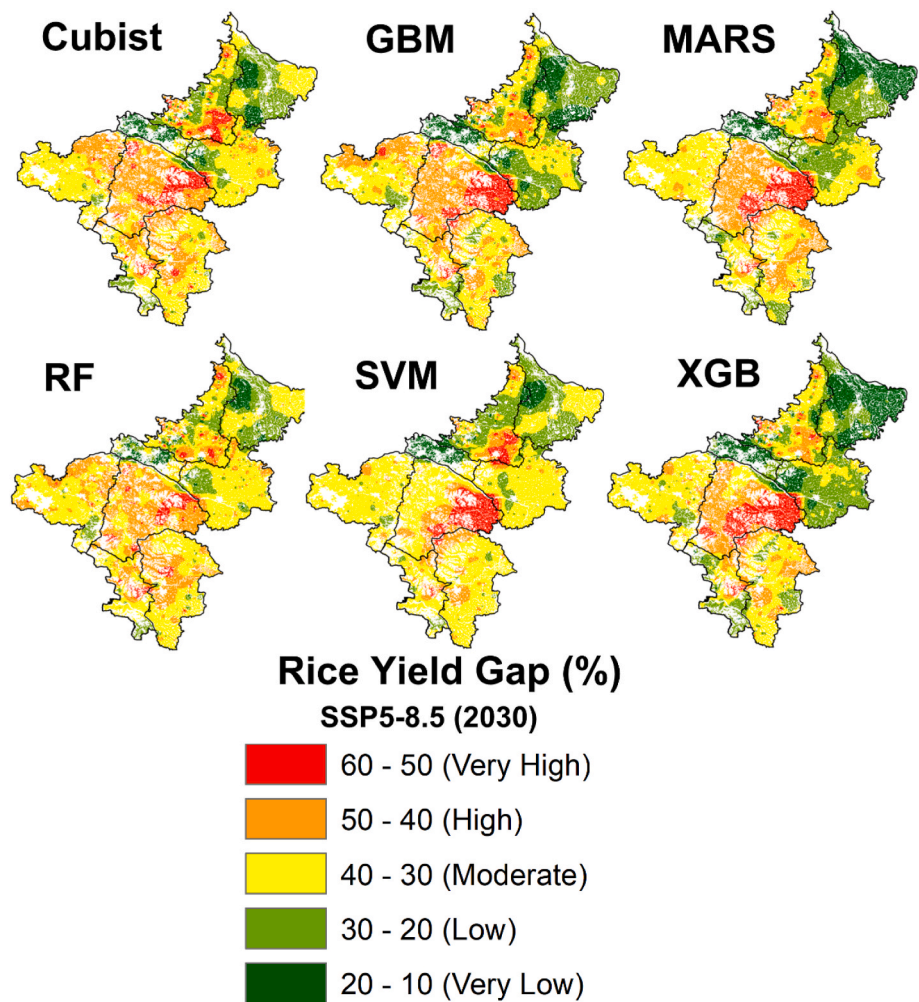 Cubist
GBM
MARS
RF
SVM
XGB
Rice Yield Gap (%)
SSP5-8.5 (2030)
60 - 50 (Very High)
50 - 40 (High)
40 - 30 (Moderate)
30 - 20 (Low)
20 - 10 (Very Low)